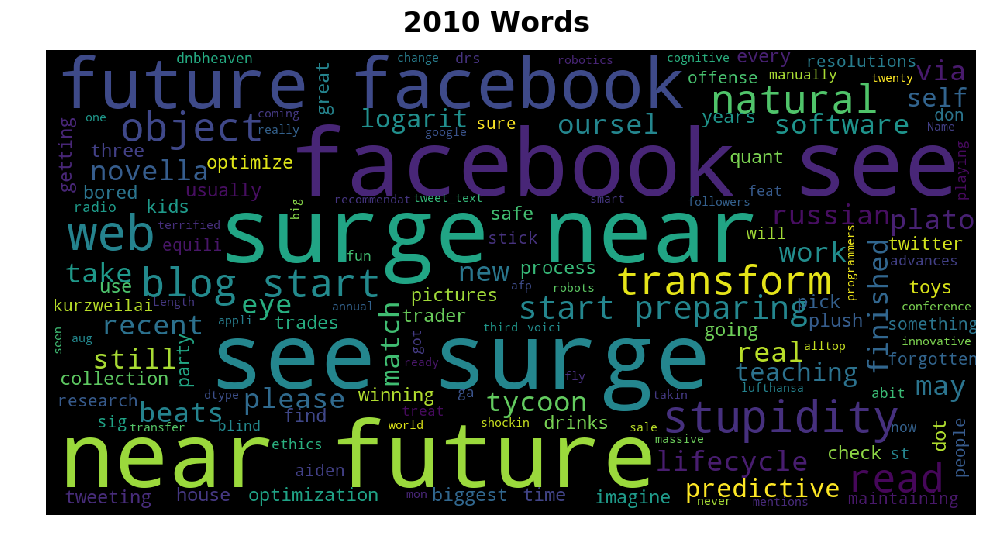 2010 Words
dnbheaven change drs robotics cognitive every resolutions
future facebook offense manually twenty via
great natural self
one object coming really logarit google sure oursel years software don Name
getting three novella optimize facebook see quant playing
bored usually recommendat tweet text smart feat followers
radio kids big surge near safe russian plato
web terrified equili fun stick will work twitter
take blog start new process transform programmers advances
use Length eye annual pictures afp robots start preparing pick toys
kurzweilai recent appli trades match trader third voici going plush finished conference something
seen aug still party see surge got real alltop innovative forgotten
collection ready fly teaching lufthansa
research dtype please winning ga tycoon takin abit may
sig beats blind find treat drinks stupidity now
transfer near future world shockin sale massive dot people
ethics lifecycle check st
aiden predictive read
tweeting house optimization mon biggest time imagine never mentions maintaining